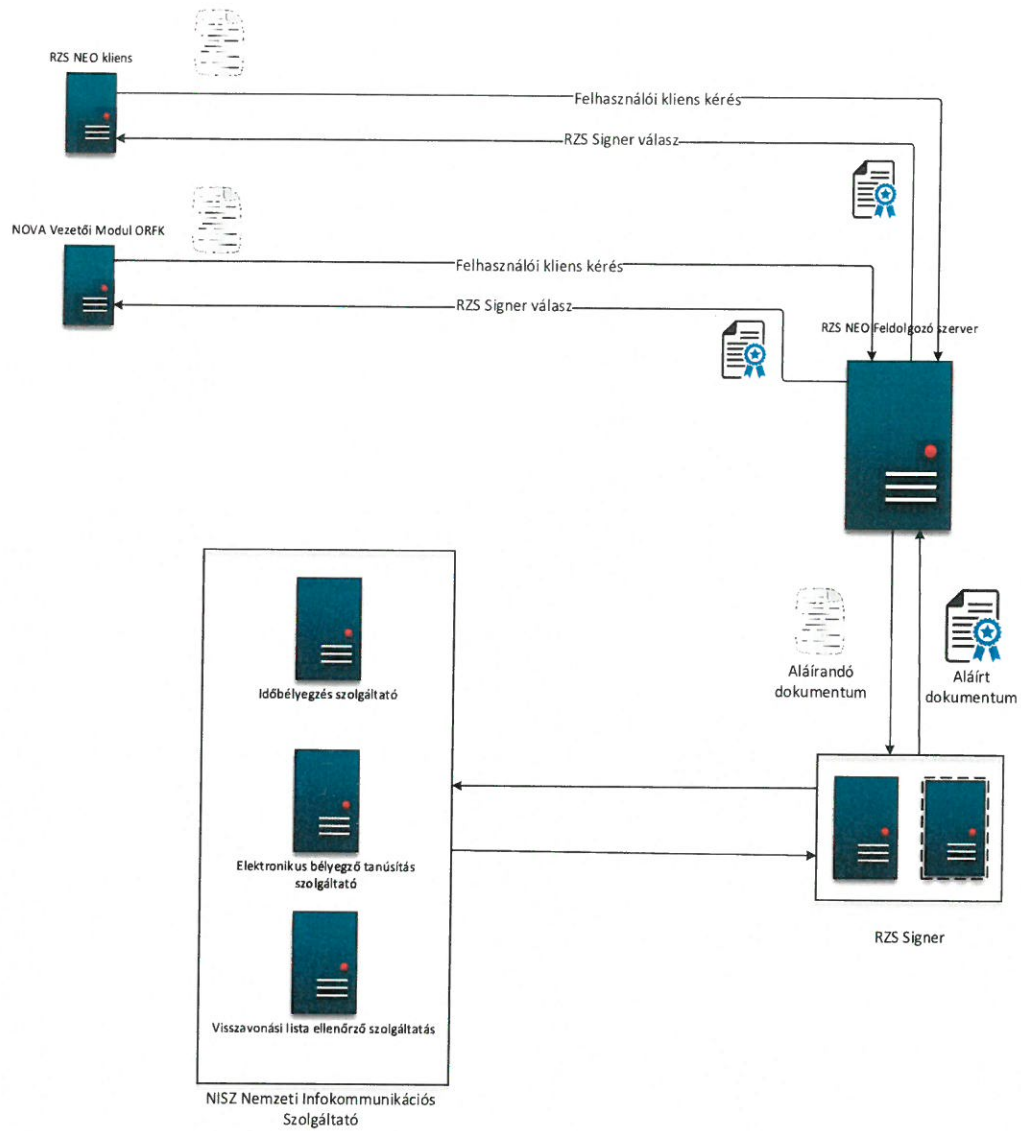 RZS NEO kliens
Felhasználói kliens kérés
RZS Signer válasz
NOVA Vezetői Modul ORFK
Felhasználói kliens kérés
RZS Signer válasz
RZS NEO Feldolgozó szerver
Időbélyegzés szolgáltató
Aláírandó
dokumentum
Aláírt
dokumentum
Elektronikus bélyegző tanúsítás
szolgáltató
RZS Signer
Visszavonási lista ellenőrző szolgáltatás
NISZ Nemzeti Infokommunikációs
Szolgáltató